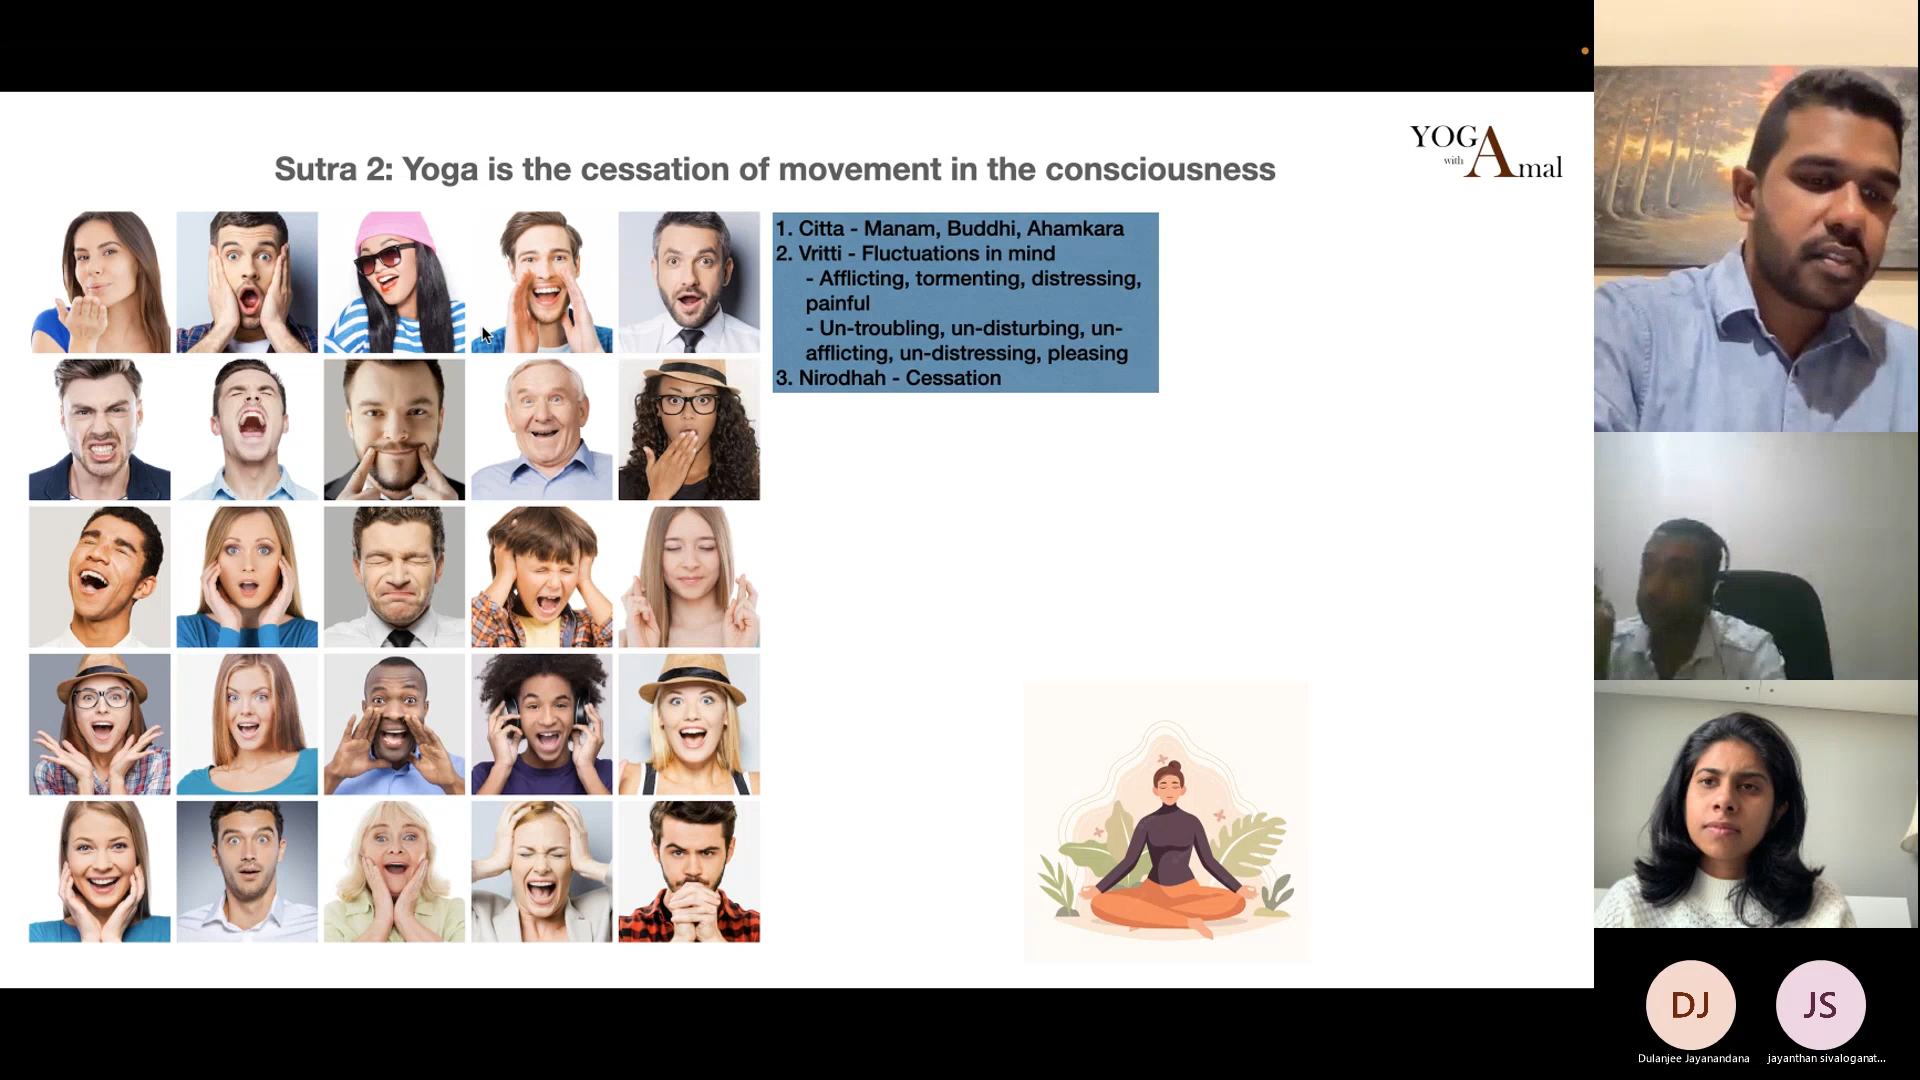 YOGA
with Amal
Sutra 2: Yoga is the cessation of movement in the consciousness
1. Citta - Manam, Buddhi, Ahamkara
2. Vritti - Fluctuations in mind
- Afflicting, tormenting, distressing,
painful
- Un-troubling, un-disturbing, un-
afflicting, un-distressing, pleasing
3. Nirodhah - Cessation
DJ
JS
Dulanjee Jayanandana
jayanthan sivaloganat...